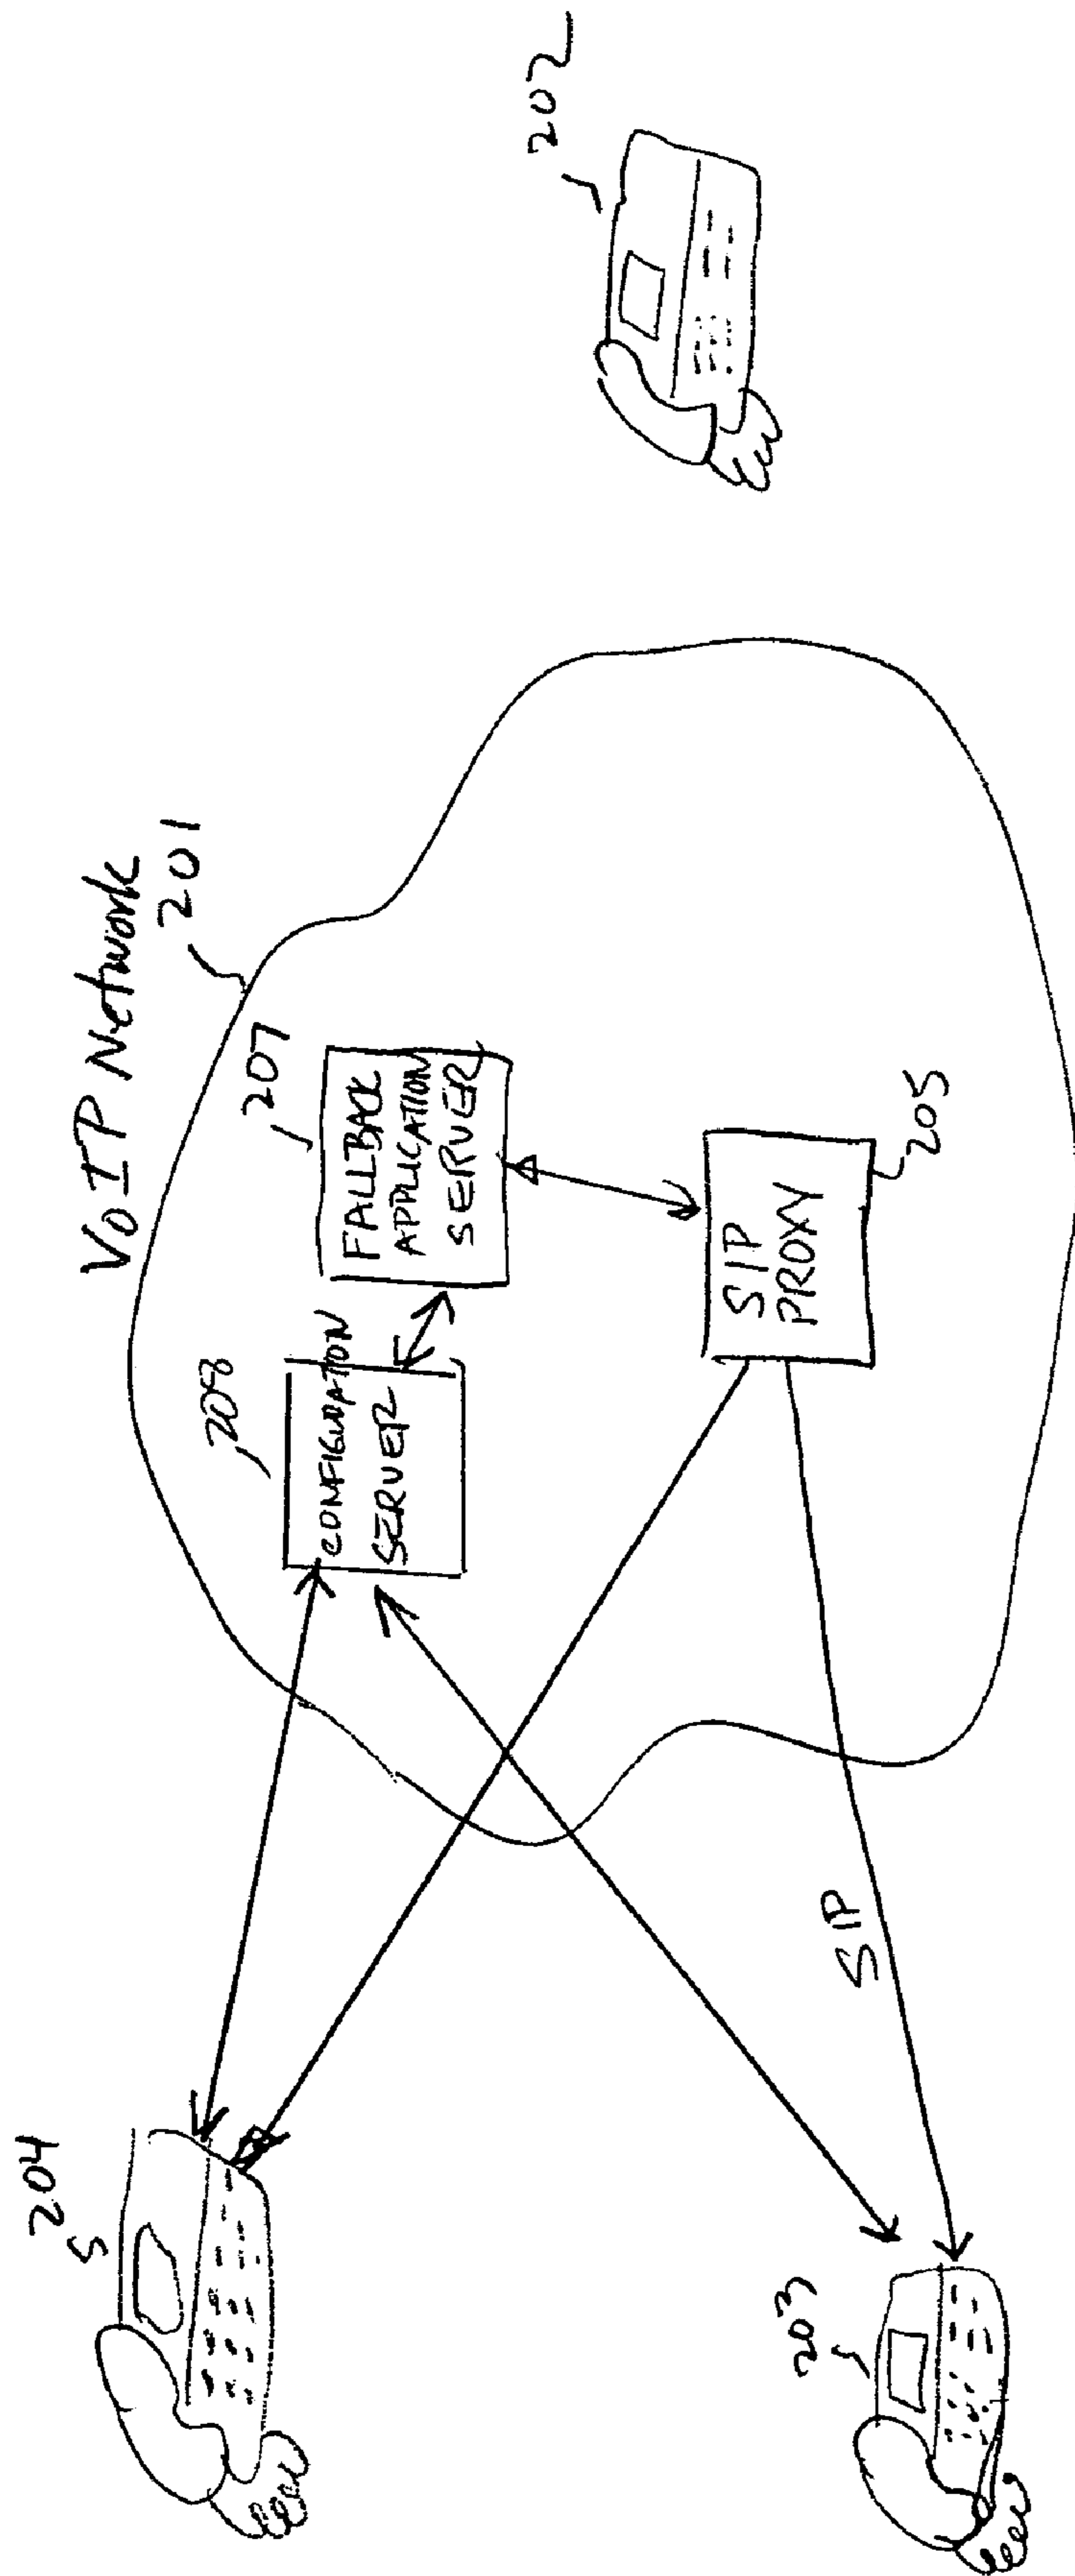 204
VoIP Network
201
208
207
CONFIGURATION
SERVER
FALLBACK
APPLICATION
SERVER
202
203
SIP
SIP
PROXY
205